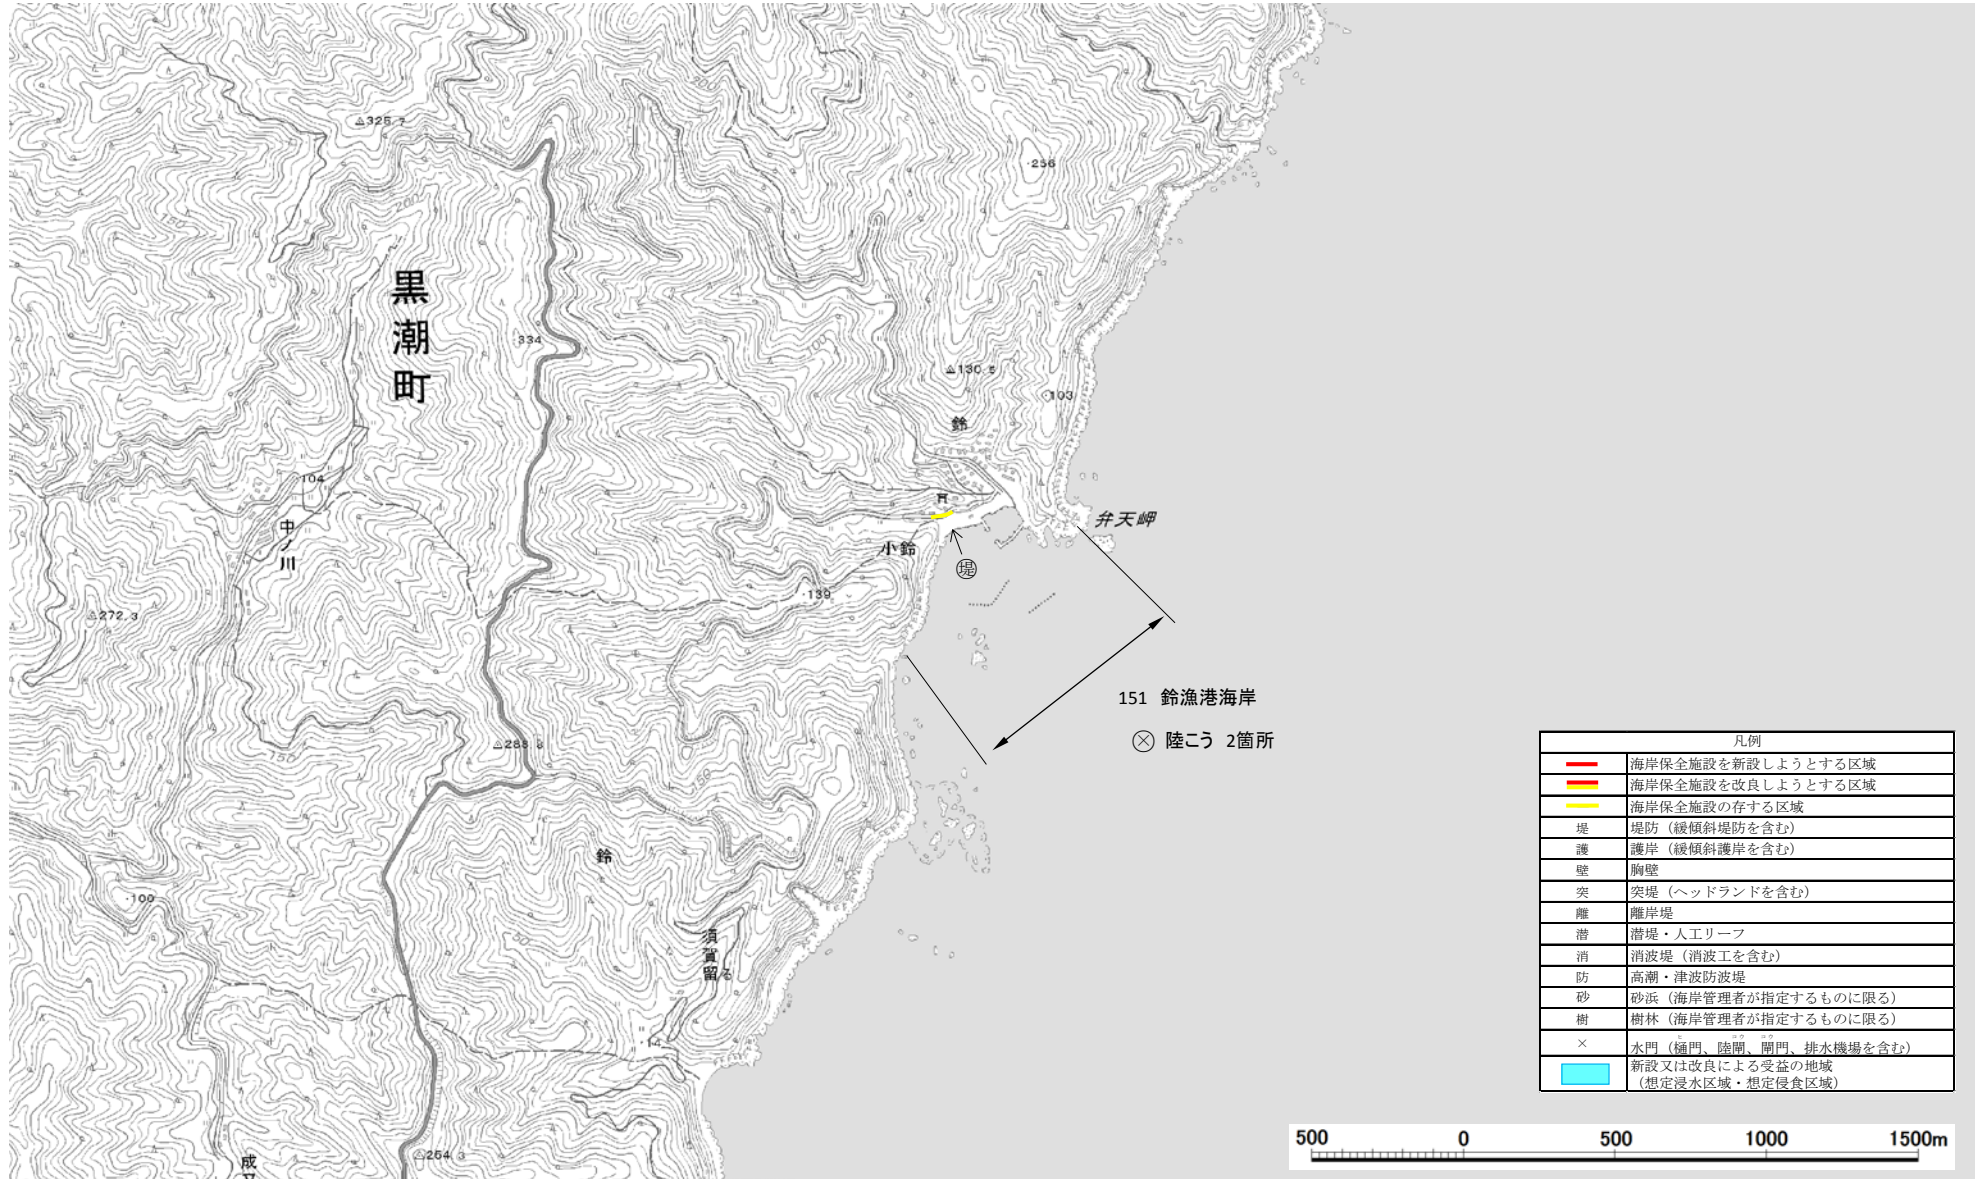 △325.7
200
200
・256
150
200
黒潮町
334
△130.5
・103
鈴
104
中ノ川
弁天岬
小鈴
堤
・139
△272.3
151 鈴漁港海岸
⊗ 陸こう 2箇所
△288.8
150
50
鈴
・100
50
須賀留
る
・14
△264.3
成又
凡例
海岸保全施設を新設しようとする区域
海岸保全施設を改良しようとする区域
海岸保全施設の存する区域
堤 堤防（緩傾斜堤防を含む）
護 護岸（緩傾斜護岸を含む）
壁 胸壁
突 突堤（ヘッドランドを含む）
離 離岸堤
潜 潜堤・人工リーフ
消 消波堤（消波工を含む）
防 高潮・津波防波堤
砂 砂浜（海岸管理者が指定するものに限る）
樹 樹林（海岸管理者が指定するものに限る）
× 水門（樋門、陸閘、閘門、排水機場を含む）
新設又は改良による受益の地域
（想定浸水区域・想定侵食区域）
500 0 500 1000 1500m